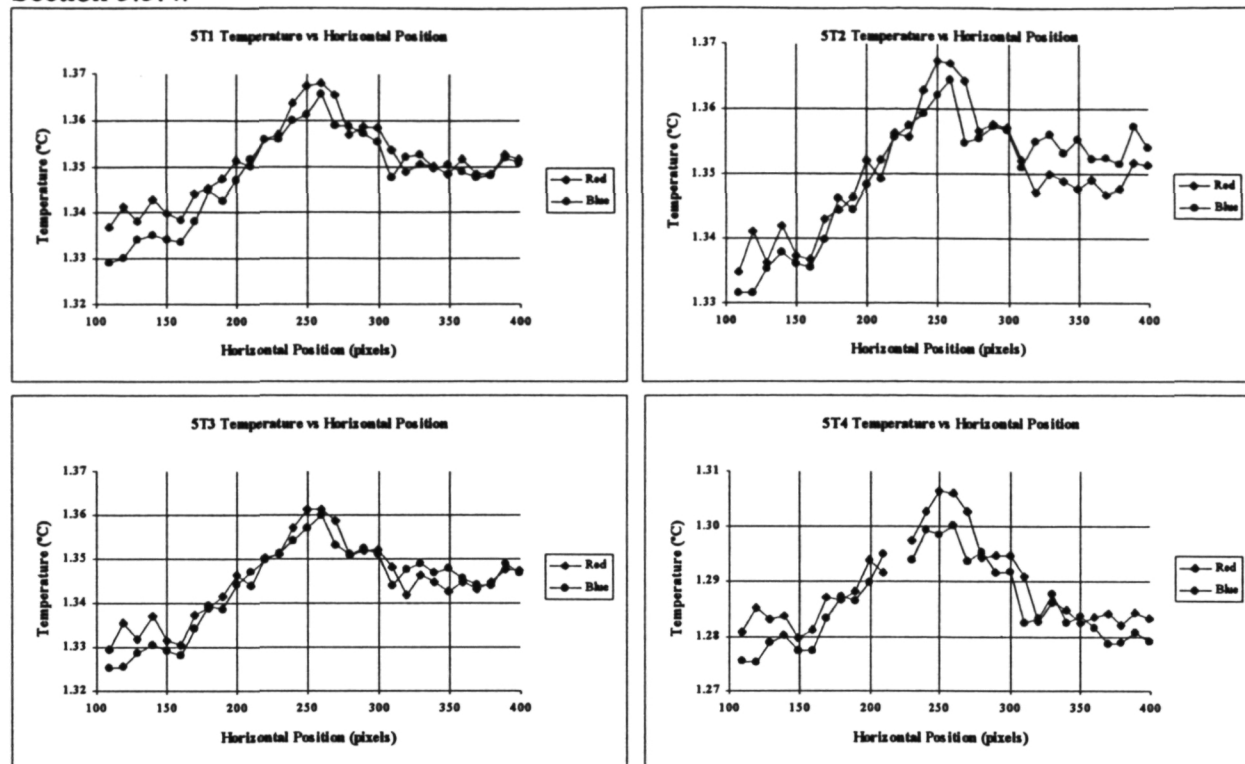 5T1 Temperature vs Horizontal Position
Temperature (°C)
1.37
1.36
1.35
1.34
1.33
1.32
100 150 200 250 300 350 400
Horizontal Position (pixels)
Red
Blue
5T2 Temperature vs Horizontal Position
Temperature (°C)
1.37
1.36
1.35
1.34
1.33
100 150 200 250 300 350 400
Horizontal Position (pixels)
Red
Blue
5T3 Temperature vs Horizontal Position
Temperature (°C)
1.37
1.36
1.35
1.34
1.33
1.32
100 150 200 250 300 350 400
Horizontal Position (pixels)
Red
Blue
5T4 Temperature vs Horizontal Position
Temperature (°C)
1.31
1.30
1.29
1.28
1.27
100 150 200 250 300 350 400
Horizontal Position (pixels)
Red
Blue